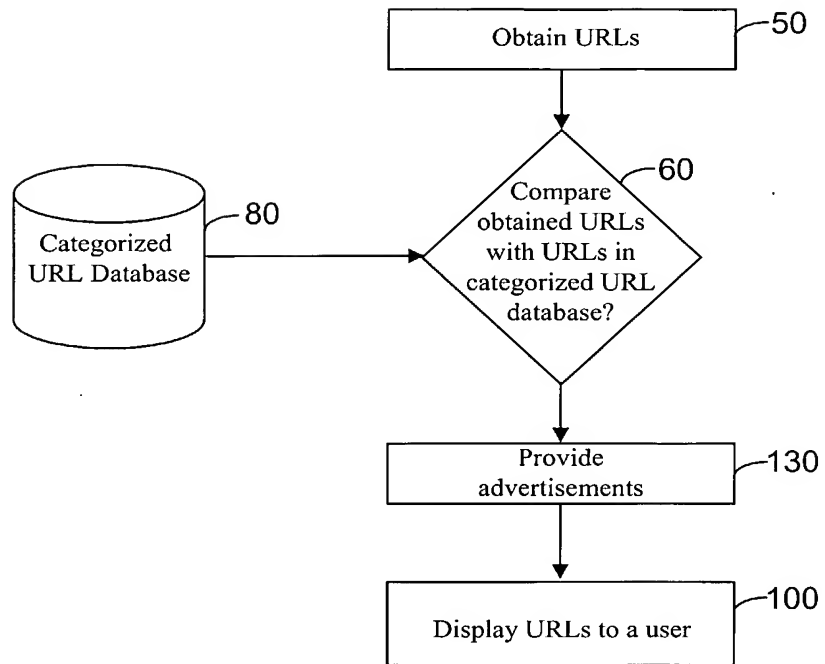 Obtain URLs
50
Compare
obtained URLs
with URLs in
categorized URL
database?
60
Categorized
URL Database
80
Provide
advertisements
130
Display URLs to a user
100